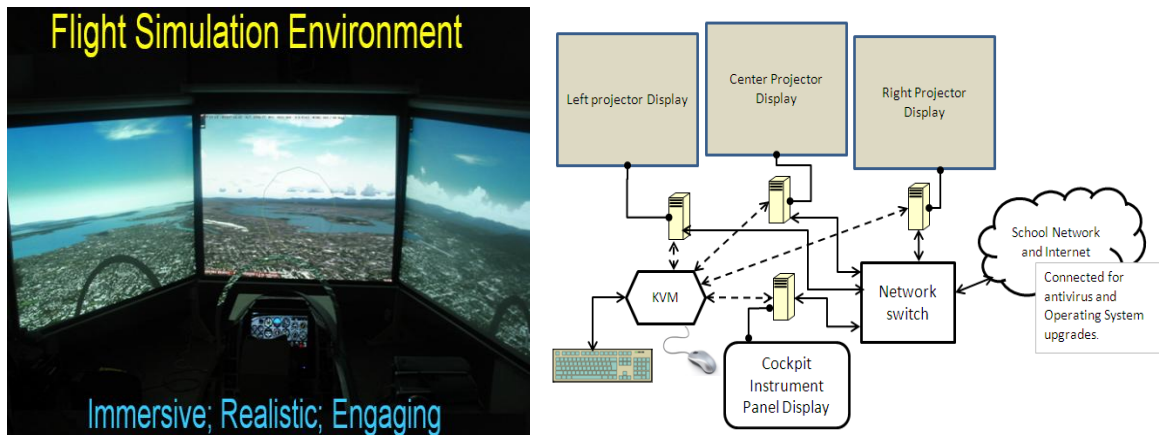 Flight Simulation Environment
Immersive; Realistic; Engaging
Left projector Display
Center Projector
Display
Right Projector
Display
School Network
and Internet
Connected for
antivirus and
Operating System
upgrades.
KVM
Network
switch
Cockpit
Instrument
Panel Display